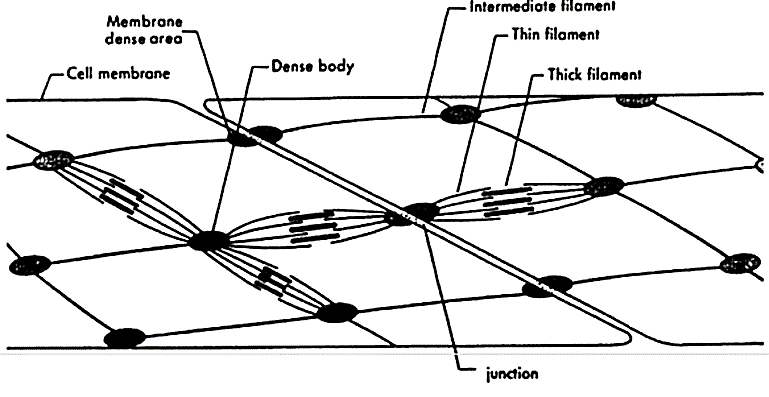 Intermediate filament
Membrane
dense area
Thin filament
Dense body
Cell membrane
Thick filament
junction